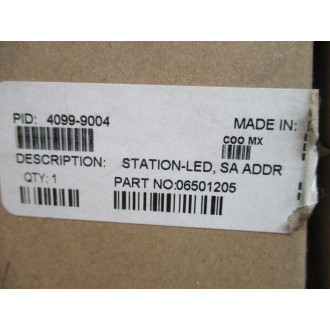 PID: 4099-9004 MADE IN:
COO MX
DESCRIPTION: STATION-LED, SA ADDR
QTY: 1 PART NO:06501205